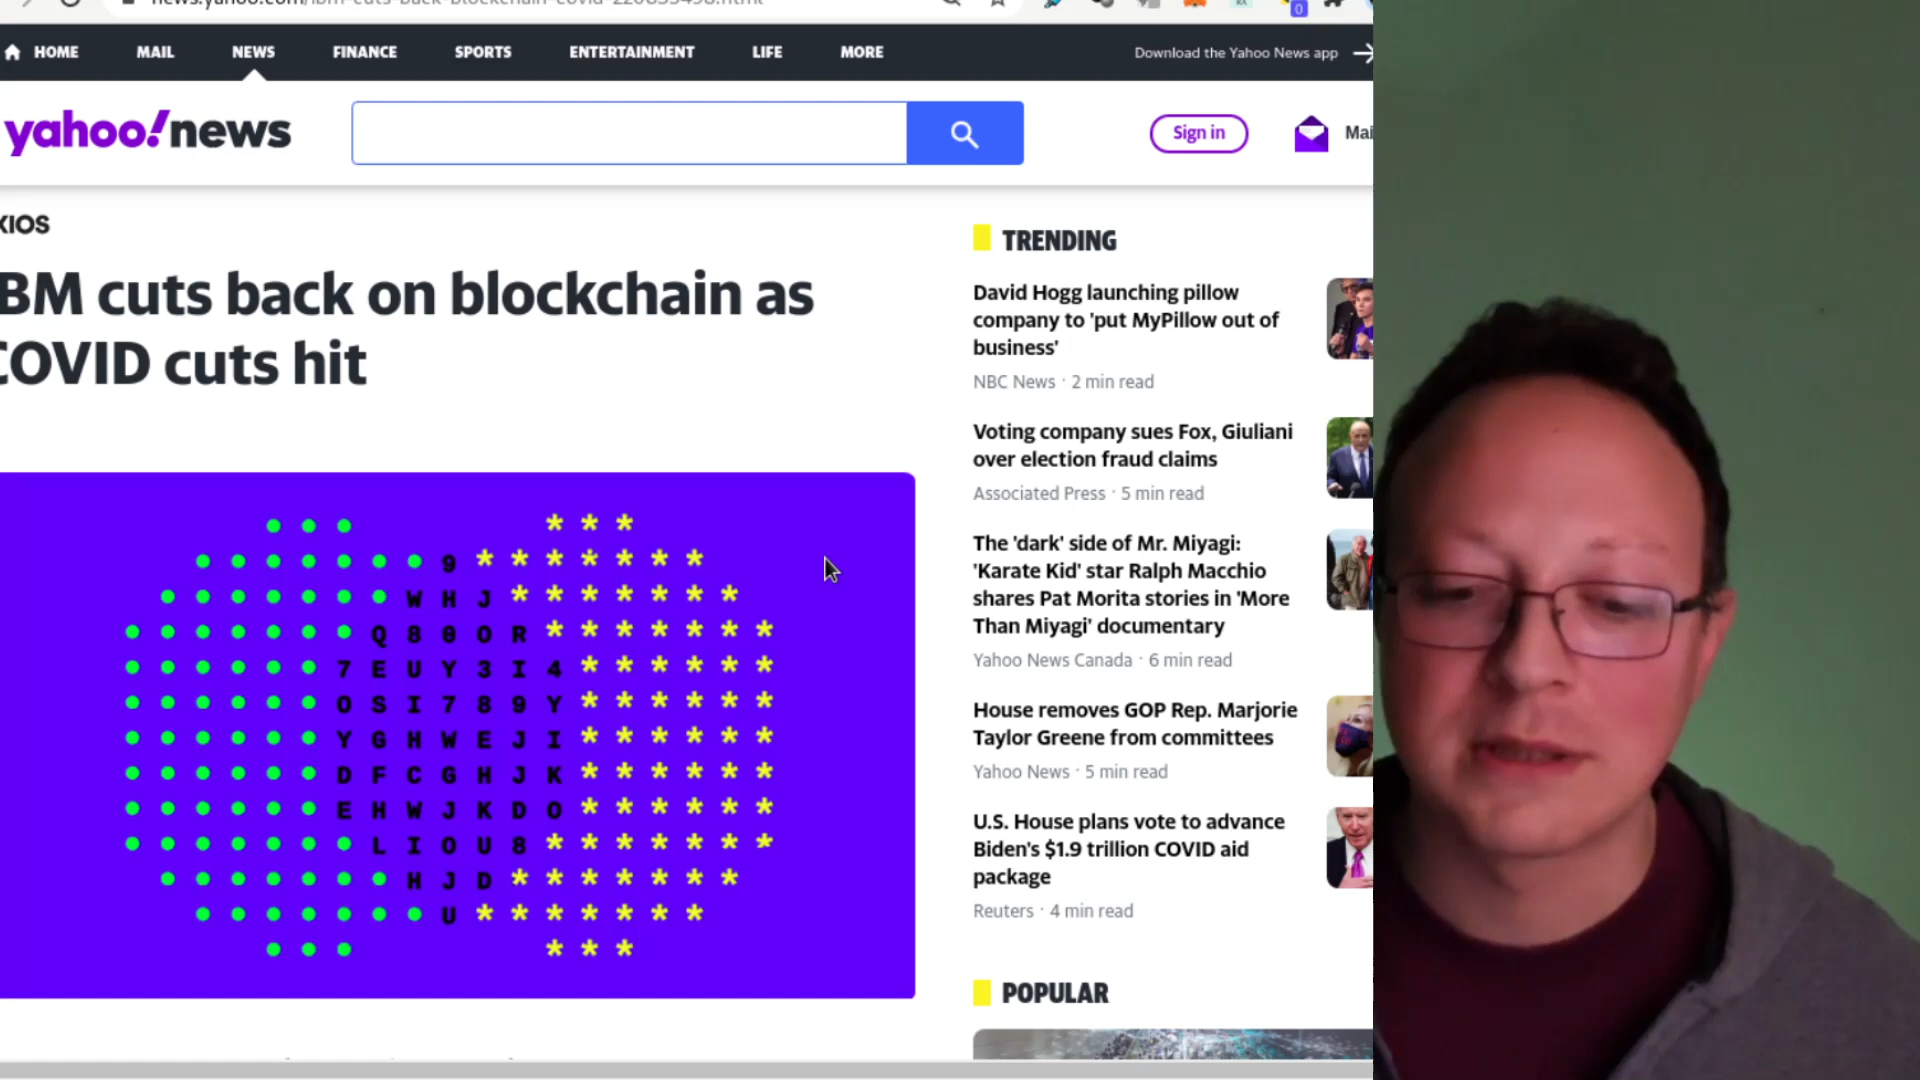 HOME MAIL NEWS FINANCE SPORTS ENTERTAINMENT LIFE MORE Download the Yahoo News app
0
yahoo!news
Sign in
Mai
XIOS
BM cuts back on blockchain as
COVID cuts hit
9
W H J
Q 8 0 O R
7 E U Y 3 I 4
O S I 7 8 9 Y
Y G H W E J I
D F C G H J K
E H W J K D O
L I O U 8
H J D
U
TRENDING
David Hogg launching pillow
company to 'put MyPillow out of
business'
NBC News · 2 min read
Voting company sues Fox, Giuliani
over election fraud claims
Associated Press · 5 min read
The 'dark' side of Mr. Miyagi:
'Karate Kid' star Ralph Macchio
shares Pat Morita stories in 'More
Than Miyagi' documentary
Yahoo News Canada · 6 min read
House removes GOP Rep. Marjorie
Taylor Greene from committees
Yahoo News · 5 min read
U.S. House plans vote to advance
Biden's $1.9 trillion COVID aid
package
Reuters · 4 min read
POPULAR